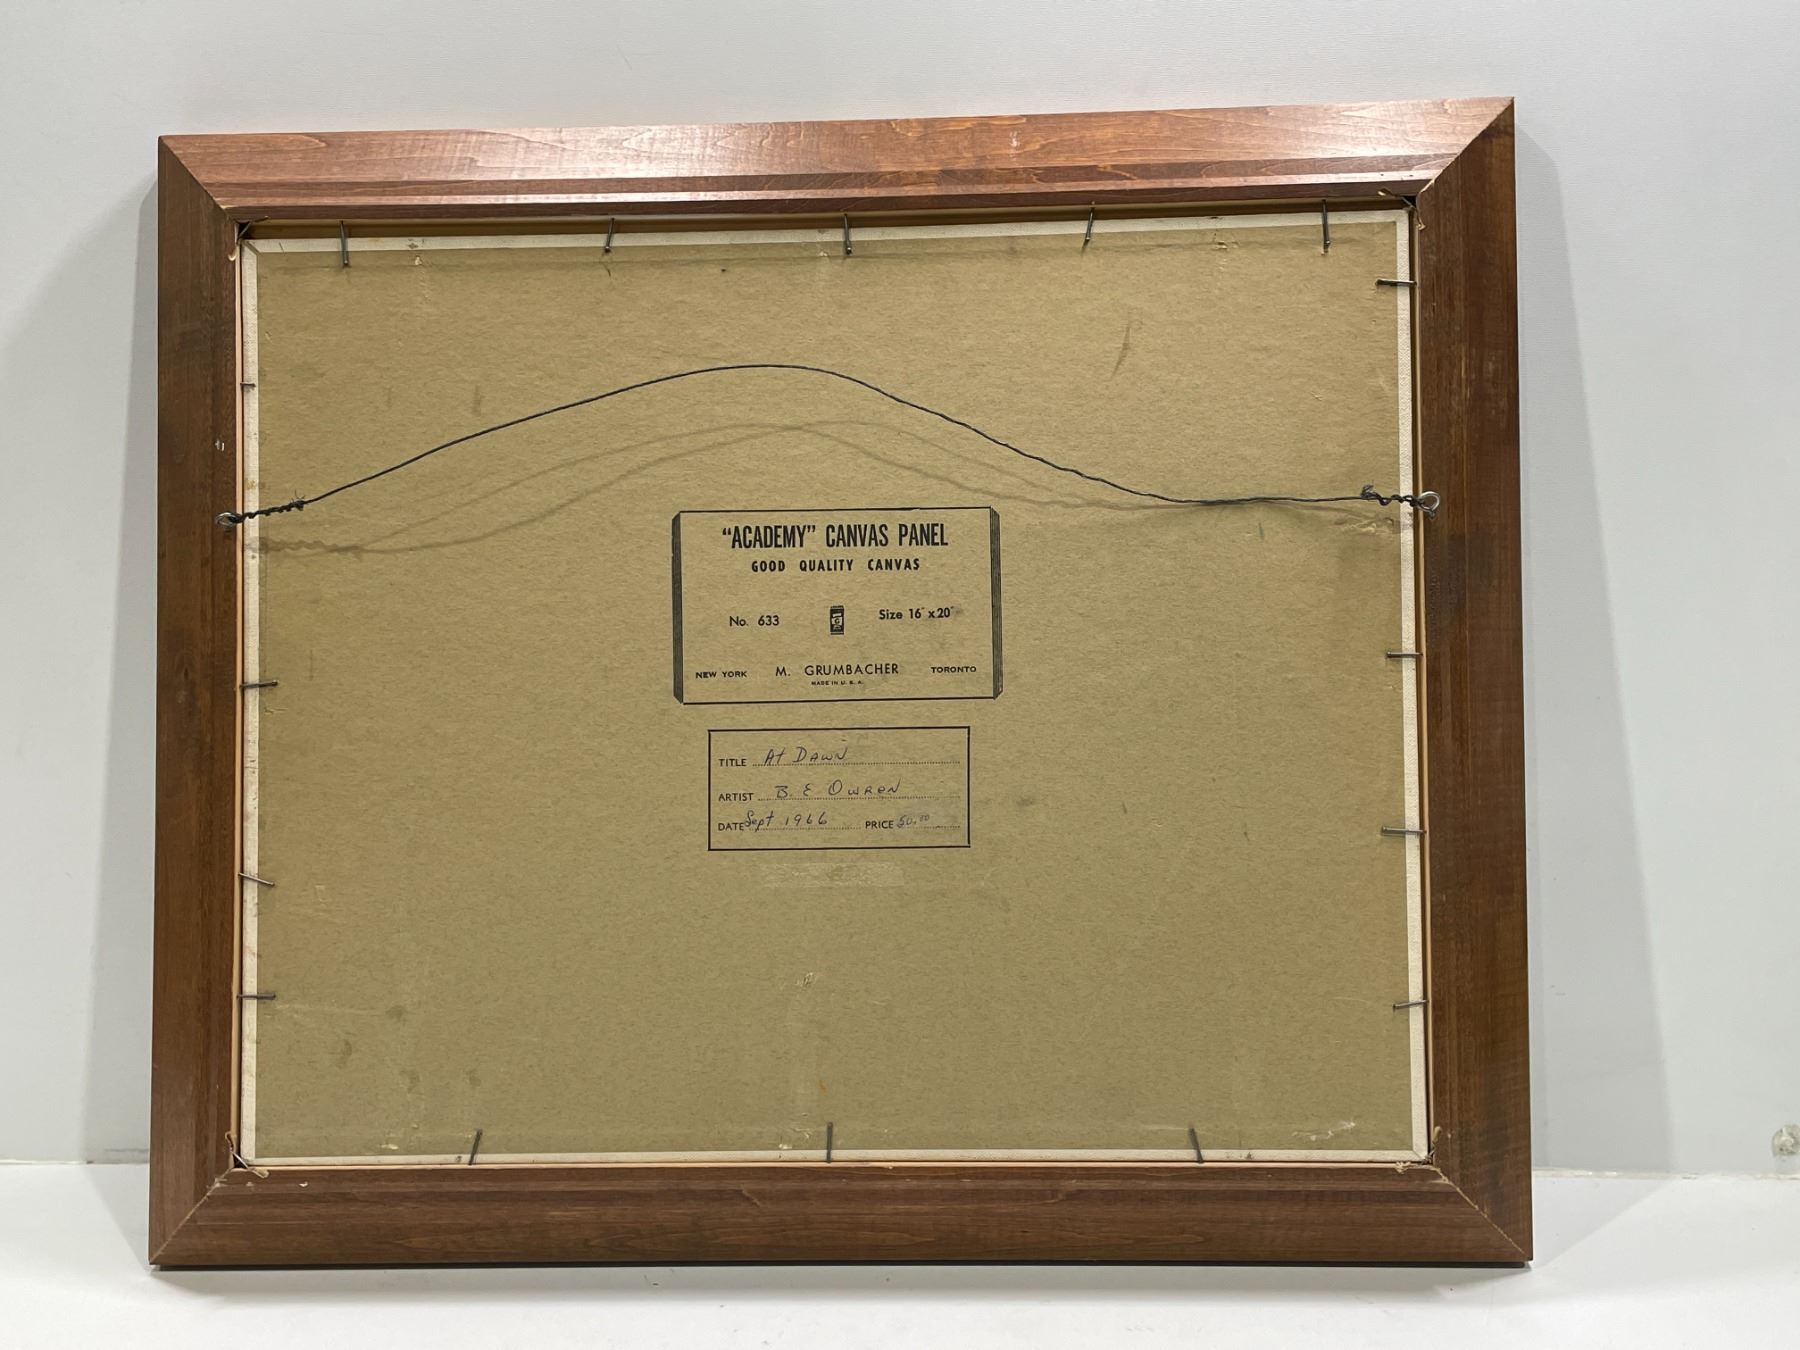 “ACADEMY” CANVAS PANEL
GOOD QUALITY CANVAS
No. 633 Size 16" x 20"
NEW YORK M. GRUMBACHER TORONTO
MADE IN U.S.A.
TITLE At Dawn
ARTIST B. E Owren
DATE Sept 1966 PRICE 50.00